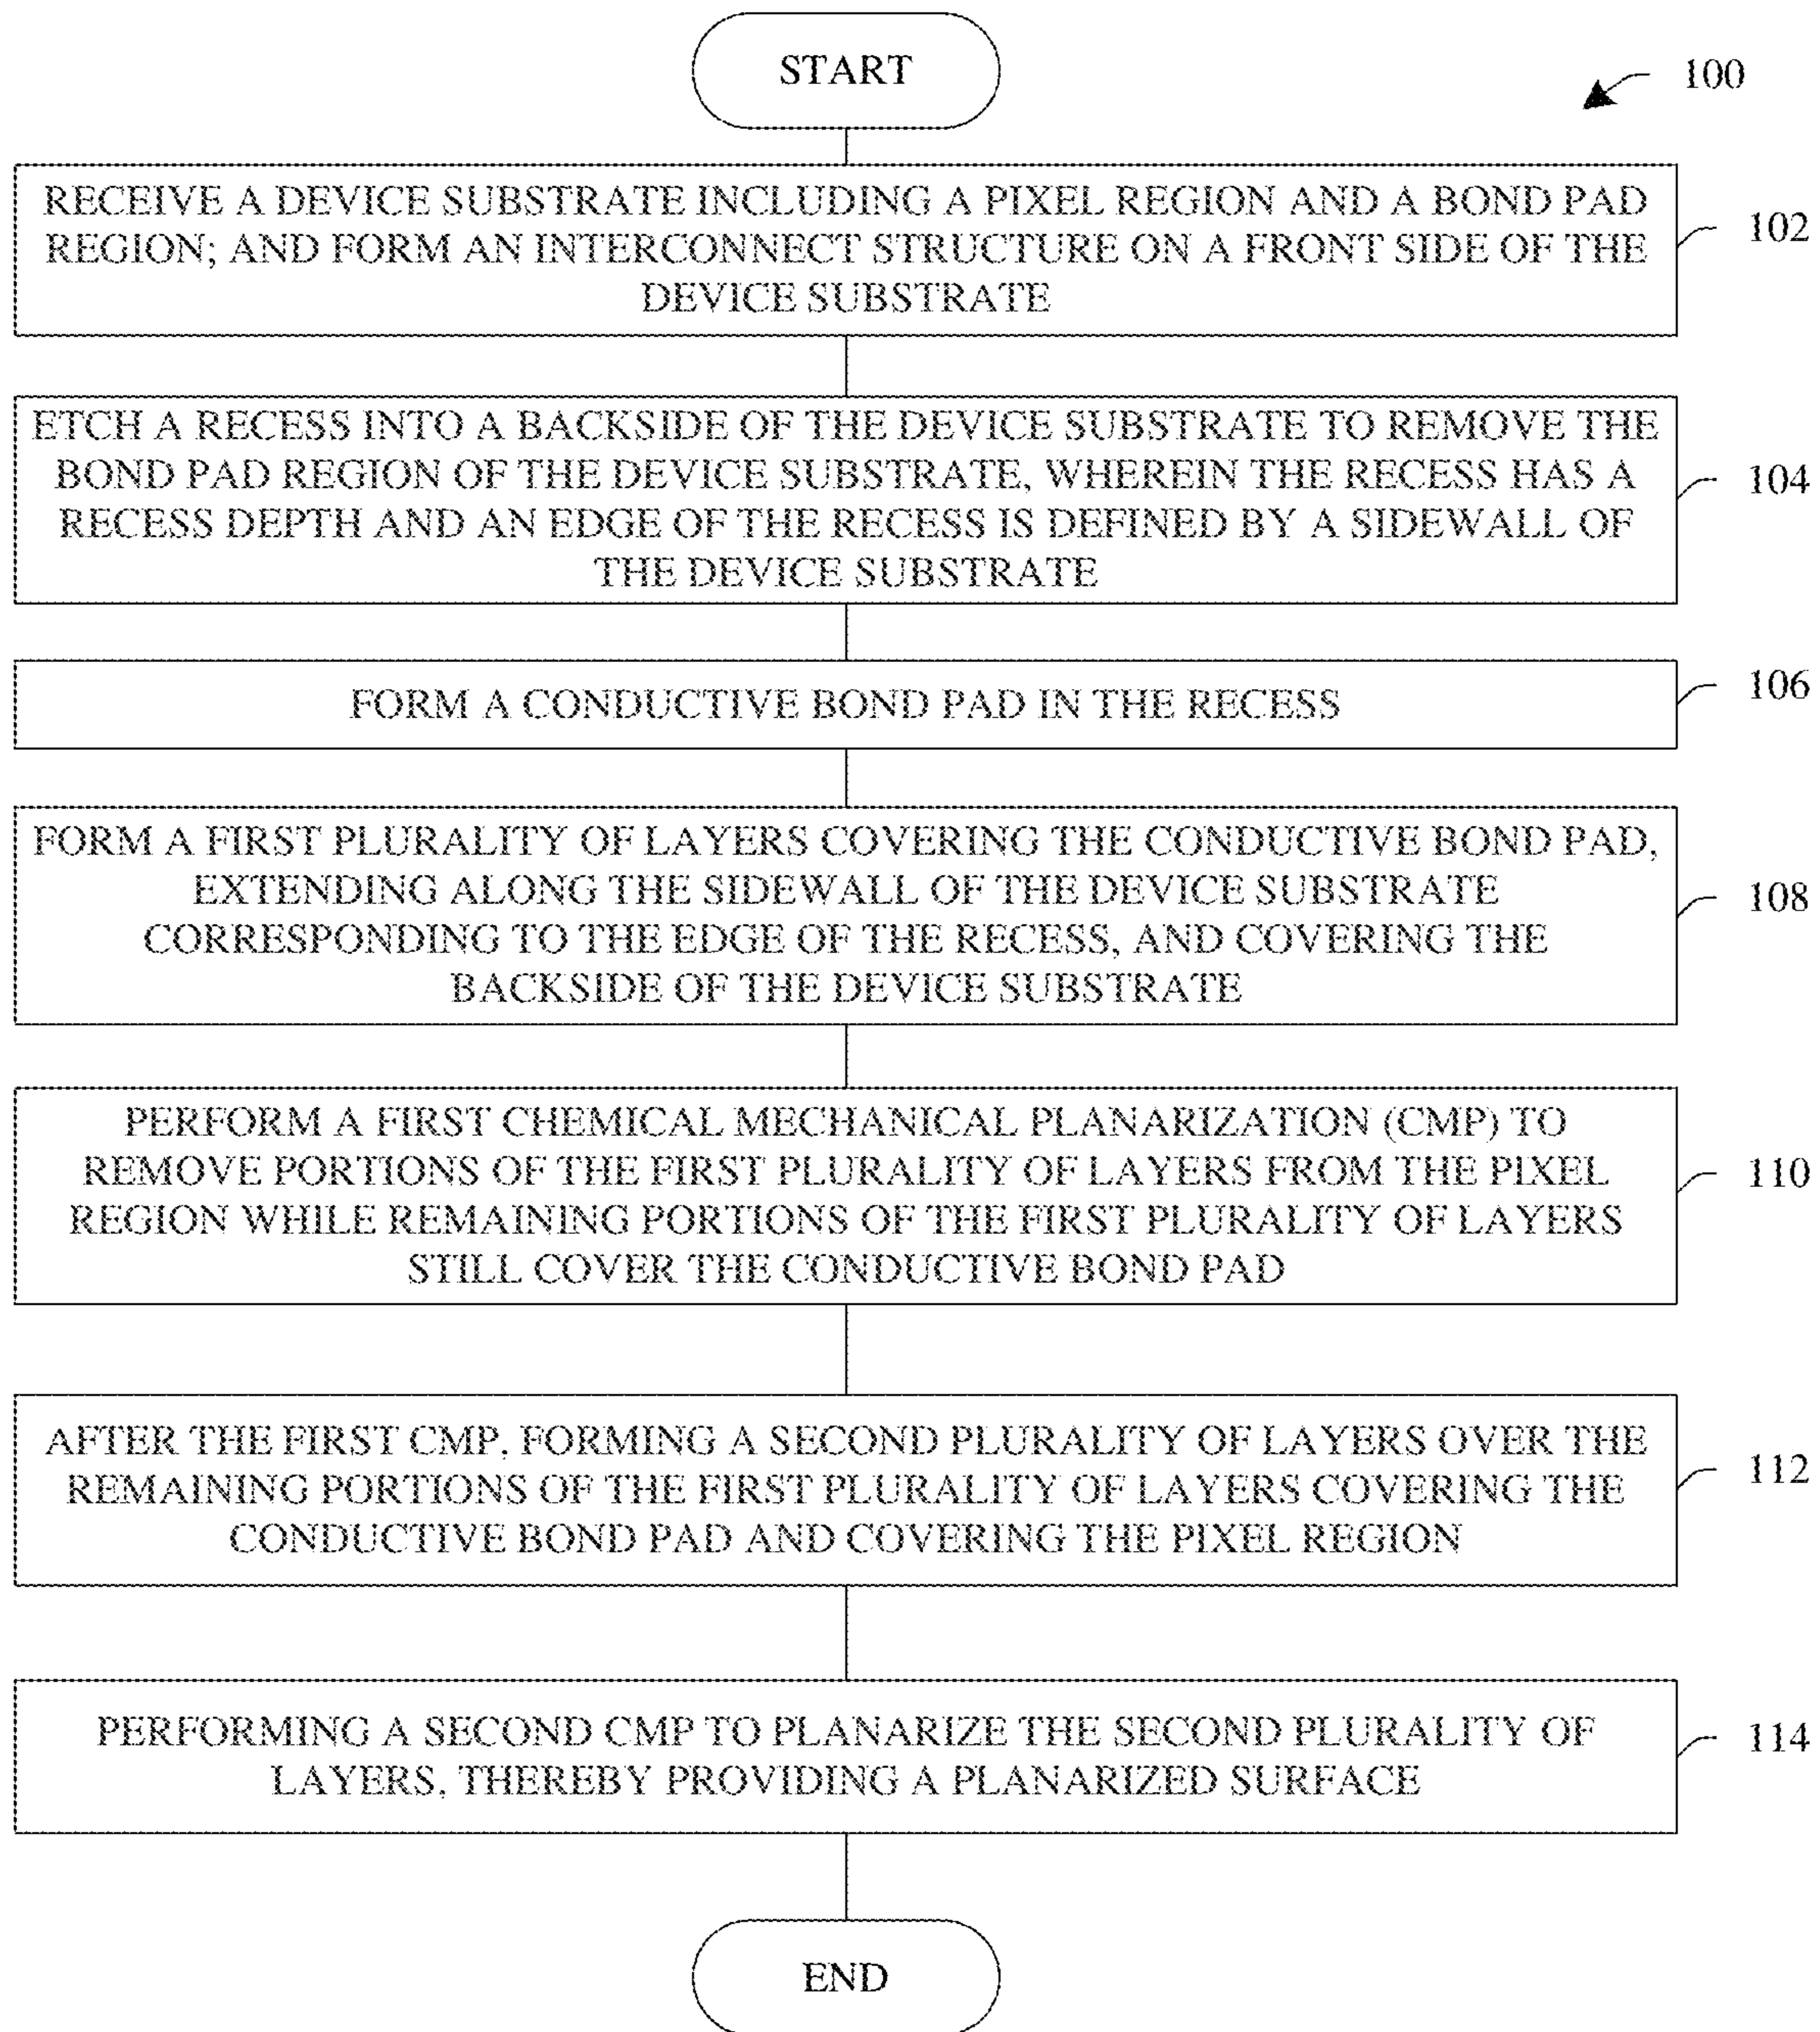 START
100
RECEIVE A DEVICE SUBSTRATE INCLUDING A PIXEL REGION AND A BOND PAD
REGION; AND FORM AN INTERCONNECT STRUCTURE ON A FRONT SIDE OF THE
DEVICE SUBSTRATE
102
ETCH A RECESS INTO A BACKSIDE OF THE DEVICE SUBSTRATE TO REMOVE THE
BOND PAD REGION OF THE DEVICE SUBSTRATE, WHEREIN THE RECESS HAS A
RECESS DEPTH AND AN EDGE OF THE RECESS IS DEFINED BY A SIDEWALL OF
THE DEVICE SUBSTRATE
104
FORM A CONDUCTIVE BOND PAD IN THE RECESS
106
FORM A FIRST PLURALITY OF LAYERS COVERING THE CONDUCTIVE BOND PAD,
EXTENDING ALONG THE SIDEWALL OF THE DEVICE SUBSTRATE
CORRESPONDING TO THE EDGE OF THE RECESS, AND COVERING THE
BACKSIDE OF THE DEVICE SUBSTRATE
108
PERFORM A FIRST CHEMICAL MECHANICAL PLANARIZATION (CMP) TO
REMOVE PORTIONS OF THE FIRST PLURALITY OF LAYERS FROM THE PIXEL
REGION WHILE REMAINING PORTIONS OF THE FIRST PLURALITY OF LAYERS
STILL COVER THE CONDUCTIVE BOND PAD
110
AFTER THE FIRST CMP, FORMING A SECOND PLURALITY OF LAYERS OVER THE
REMAINING PORTIONS OF THE FIRST PLURALITY OF LAYERS COVERING THE
CONDUCTIVE BOND PAD AND COVERING THE PIXEL REGION
112
PERFORMING A SECOND CMP TO PLANARIZE THE SECOND PLURALITY OF
LAYERS, THEREBY PROVIDING A PLANARIZED SURFACE
114
END